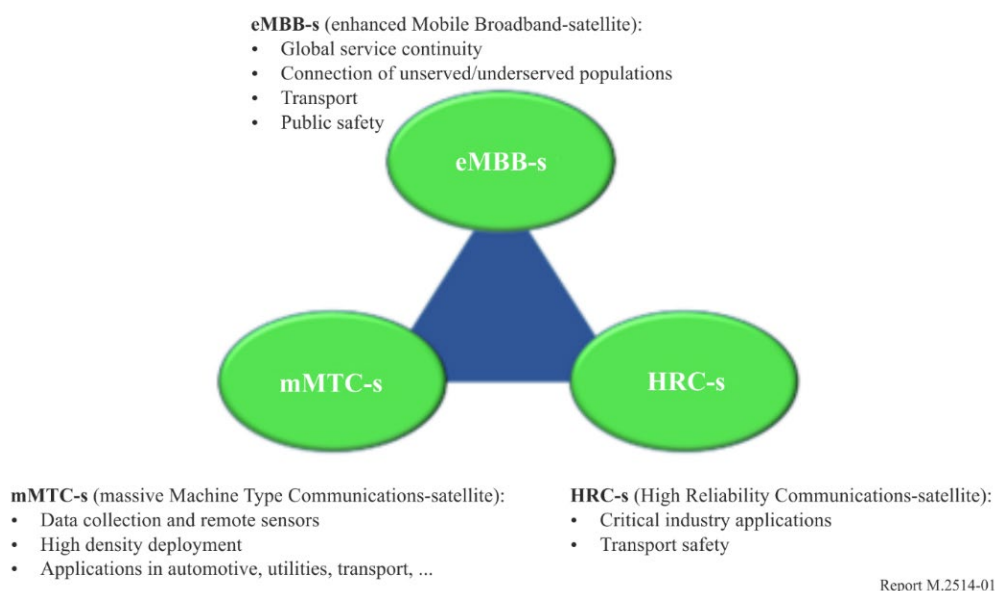 eMBB-s (enhanced Mobile Broadband-satellite):
• Global service continuity
• Connection of unserved/underserved populations
• Transport
• Public safety
eMBB-s
mMTC-s
HRC-s
mMTC-s (massive Machine Type Communications-satellite):
• Data collection and remote sensors
• High density deployment
• Applications in automotive, utilities, transport, ...
HRC-s (High Reliability Communications-satellite):
• Critical industry applications
• Transport safety
Report M.2514-01